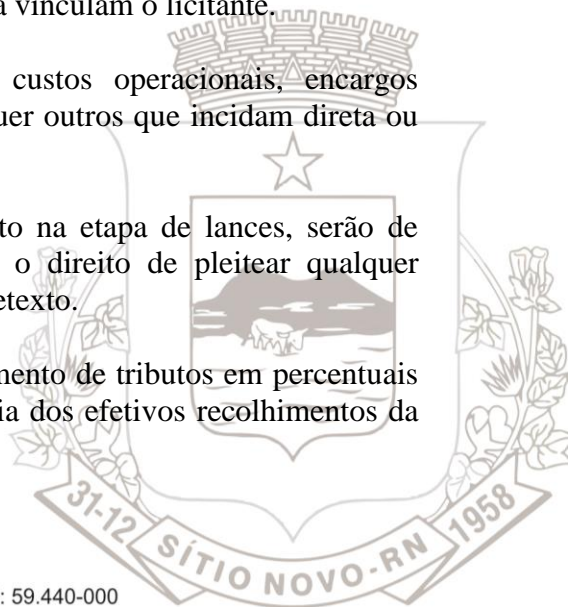 a vinculam o licitante.
custos operacionais, encargos
uer outros que incidam direta ou
to na etapa de lances, serão de
o direito de pleitear qualquer
etexto.
mento de tributos em percentuais
ia dos efetivos recolhimentos da
31-12 SÍTIO NOVO-RN 1958
: 59.440-000